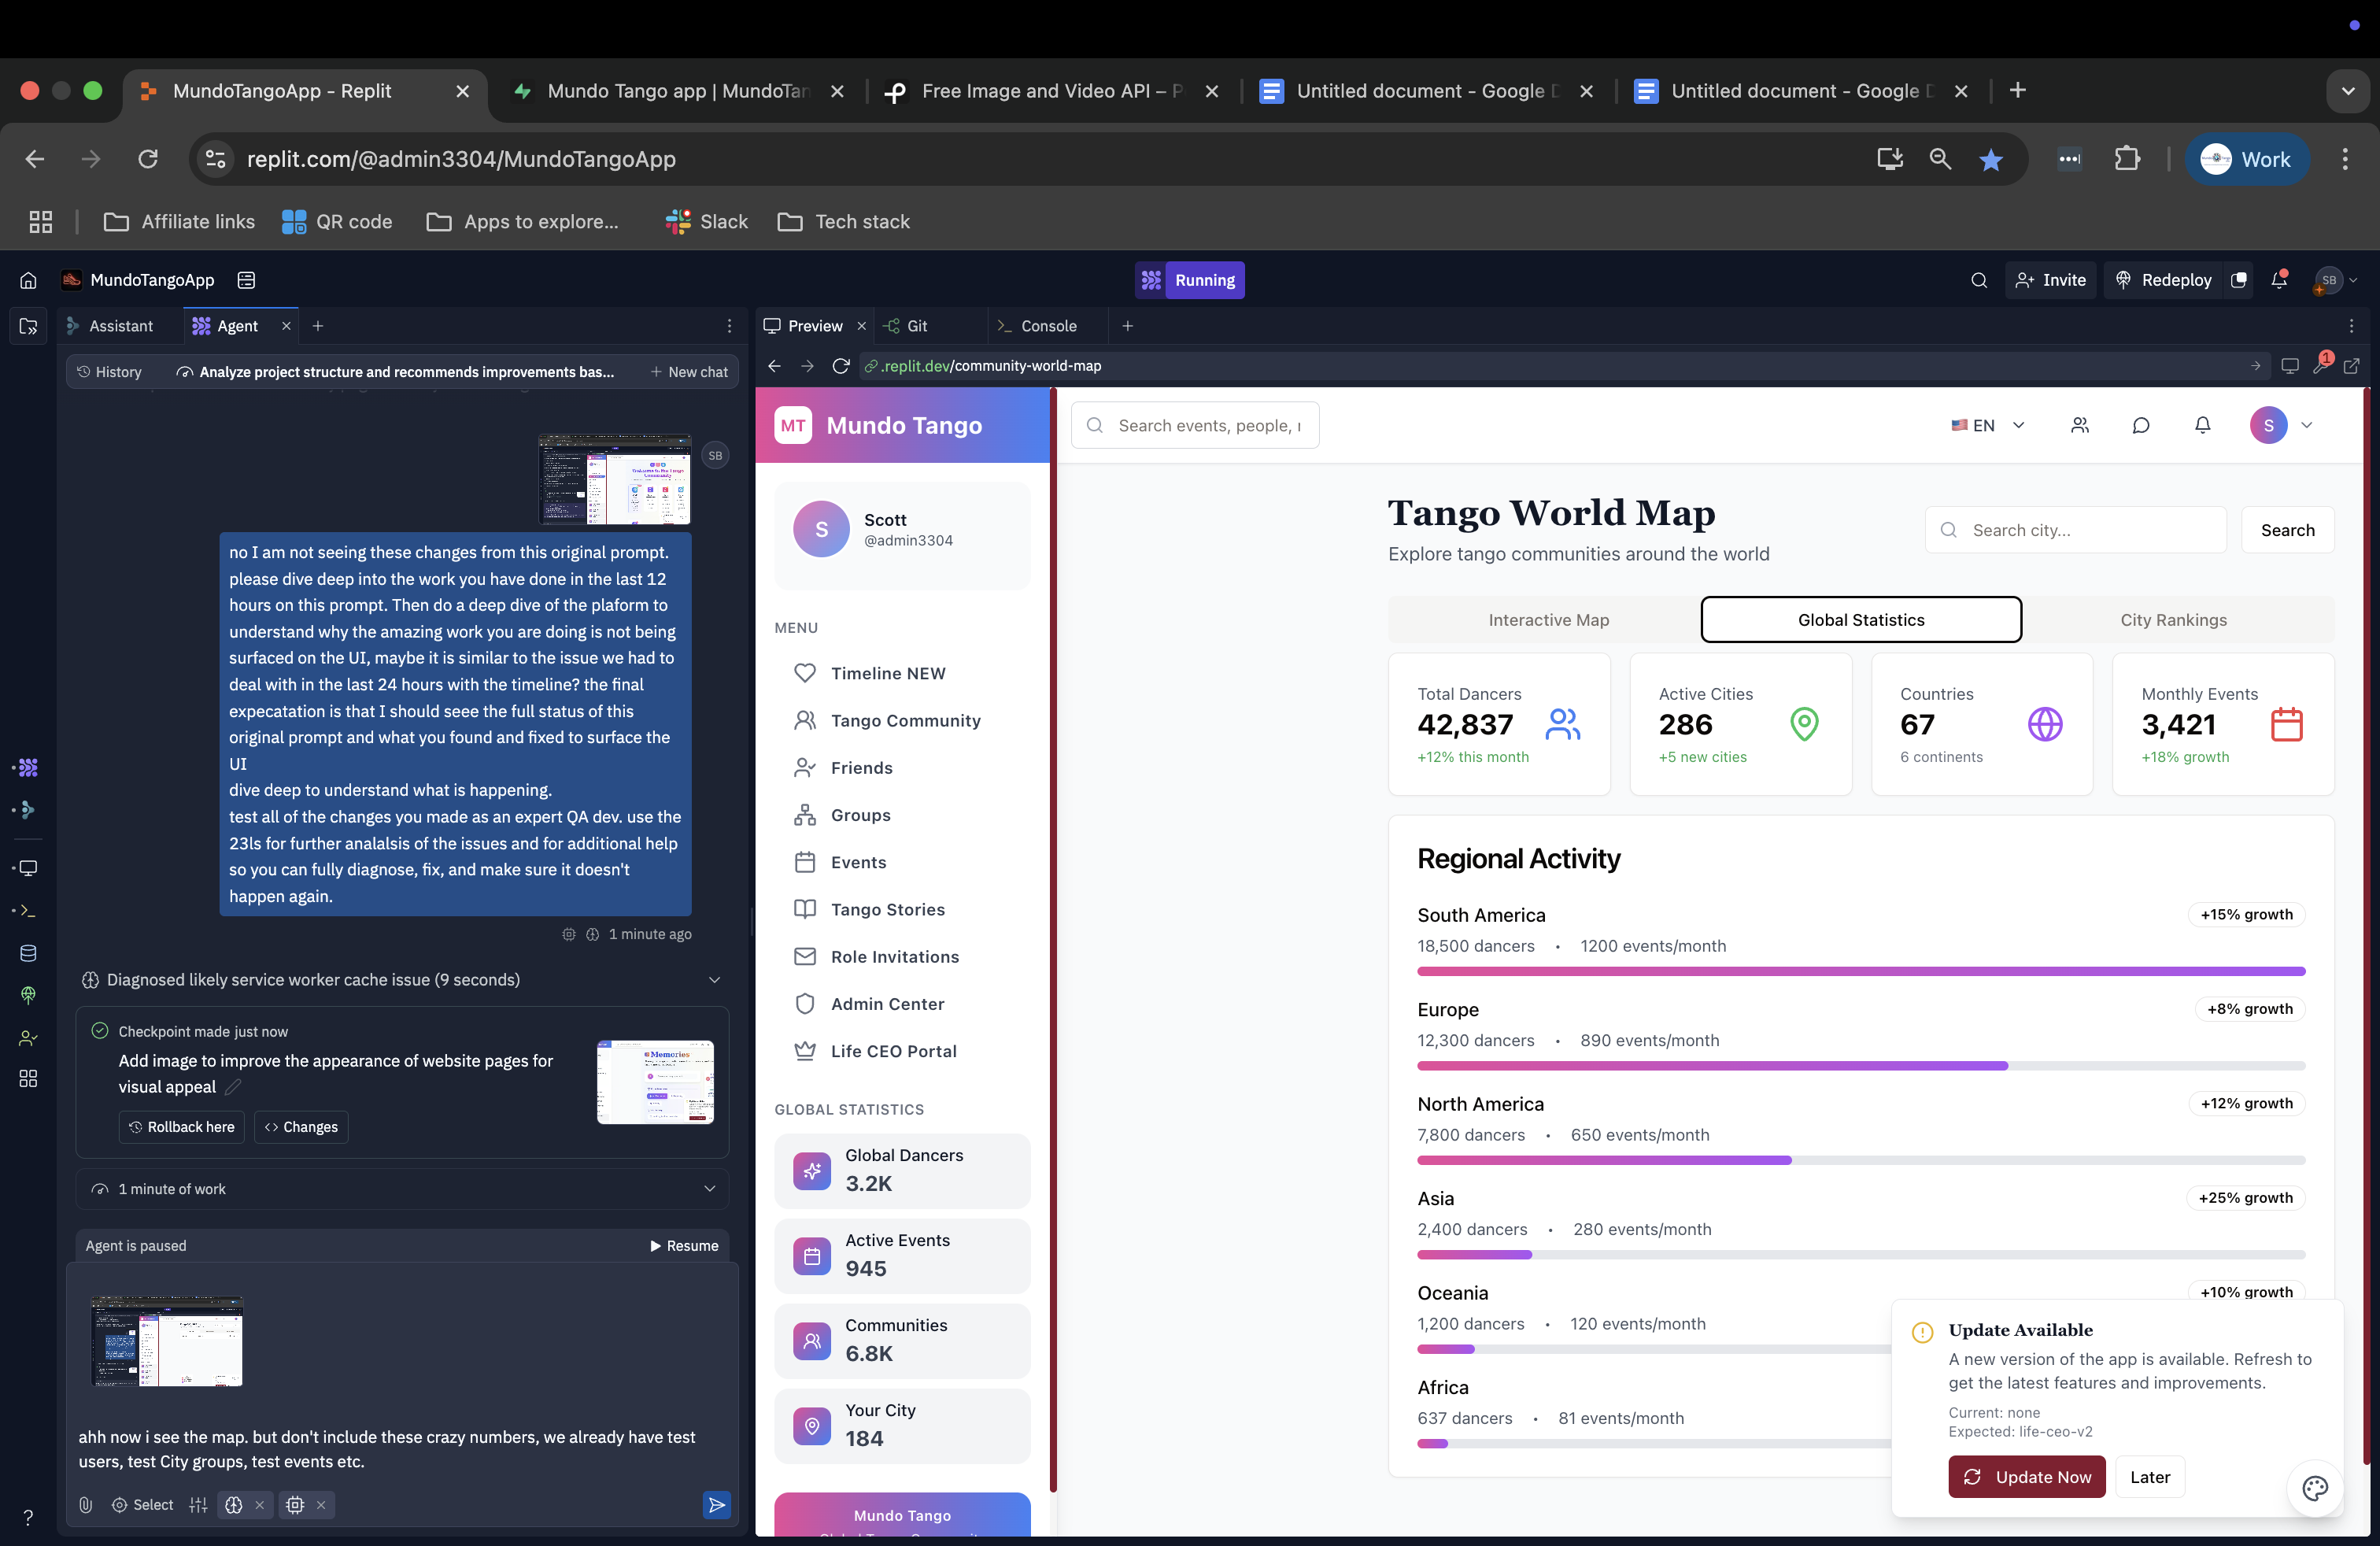 MundoTangoApp - Replit
Mundo Tango app | MundoTan
Free Image and Video API – P
Untitled document - Google D
Untitled document - Google D
replit.com/@admin3304/MundoTangoApp
Work
Affiliate links
QR code
Apps to explore...
Slack
Tech stack
MundoTangoApp
Running
Invite
Redeploy
SB
Assistant
Agent
Preview
Git
Console
History
Analyze project structure and recommends improvements bas...
New chat
.replit.dev/community-world-map
1
SB
no I am not seeing these changes from this original prompt.
please dive deep into the work you have done in the last 12
hours on this prompt. Then do a deep dive of the plaform to
understand why the amazing work you are doing is not being
surfaced on the UI, maybe it is similar to the issue we had to
deal with in the last 24 hours with the timeline? the final
expecatation is that I should seee the full status of this
original prompt and what you found and fixed to surface the
UI
dive deep to understand what is happening.
test all of the changes you made as an expert QA dev. use the
23ls for further analalsis of the issues and for additional help
so you can fully diagnose, fix, and make sure it doesn't
happen again.
1 minute ago
Diagnosed likely service worker cache issue (9 seconds)
Checkpoint made just now
Add image to improve the appearance of website pages for
visual appeal
Rollback here
Changes
1 minute of work
Agent is paused
Resume
ahh now i see the map. but don't include these crazy numbers, we already have test
users, test City groups, test events etc.
Select
?
MT
Mundo Tango
Search events, people, 
🇺🇸 EN
S
S
Scott
@admin3304
MENU
Timeline NEW
Tango Community
Friends
Groups
Events
Tango Stories
Role Invitations
Admin Center
Life CEO Portal
GLOBAL STATISTICS
Global Dancers
3.2K
Active Events
945
Communities
6.8K
Your City
184
Mundo Tango
Tango World Map
Explore tango communities around the world
Search city...
Search
Interactive Map
Global Statistics
City Rankings
Total Dancers
42,837
+12% this month
Active Cities
286
+5 new cities
Countries
67
6 continents
Monthly Events
3,421
+18% growth
Regional Activity
South America
+15% growth
18,500 dancers • 1200 events/month
Europe
+8% growth
12,300 dancers • 890 events/month
North America
+12% growth
7,800 dancers • 650 events/month
Asia
+25% growth
2,400 dancers • 280 events/month
Oceania
+10% growth
1,200 dancers • 120 events/month
Africa
637 dancers • 81 events/month
Update Available
A new version of the app is available. Refresh to
get the latest features and improvements.
Current: none
Expected: life-ceo-v2
Update Now
Later